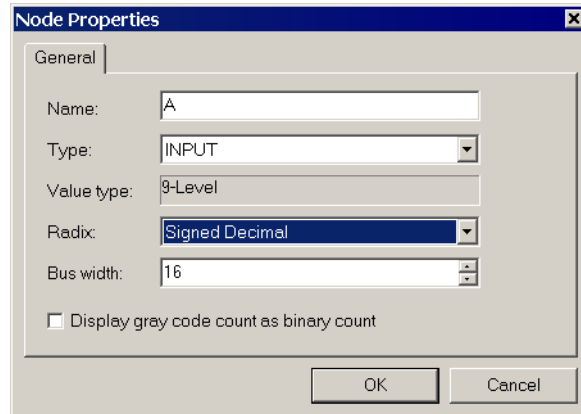 Node Properties
General
Name: A
Type: INPUT
Value type: 9-Level
Radix: Signed Decimal
Bus width: 16
Display gray code count as binary count
OK Cancel